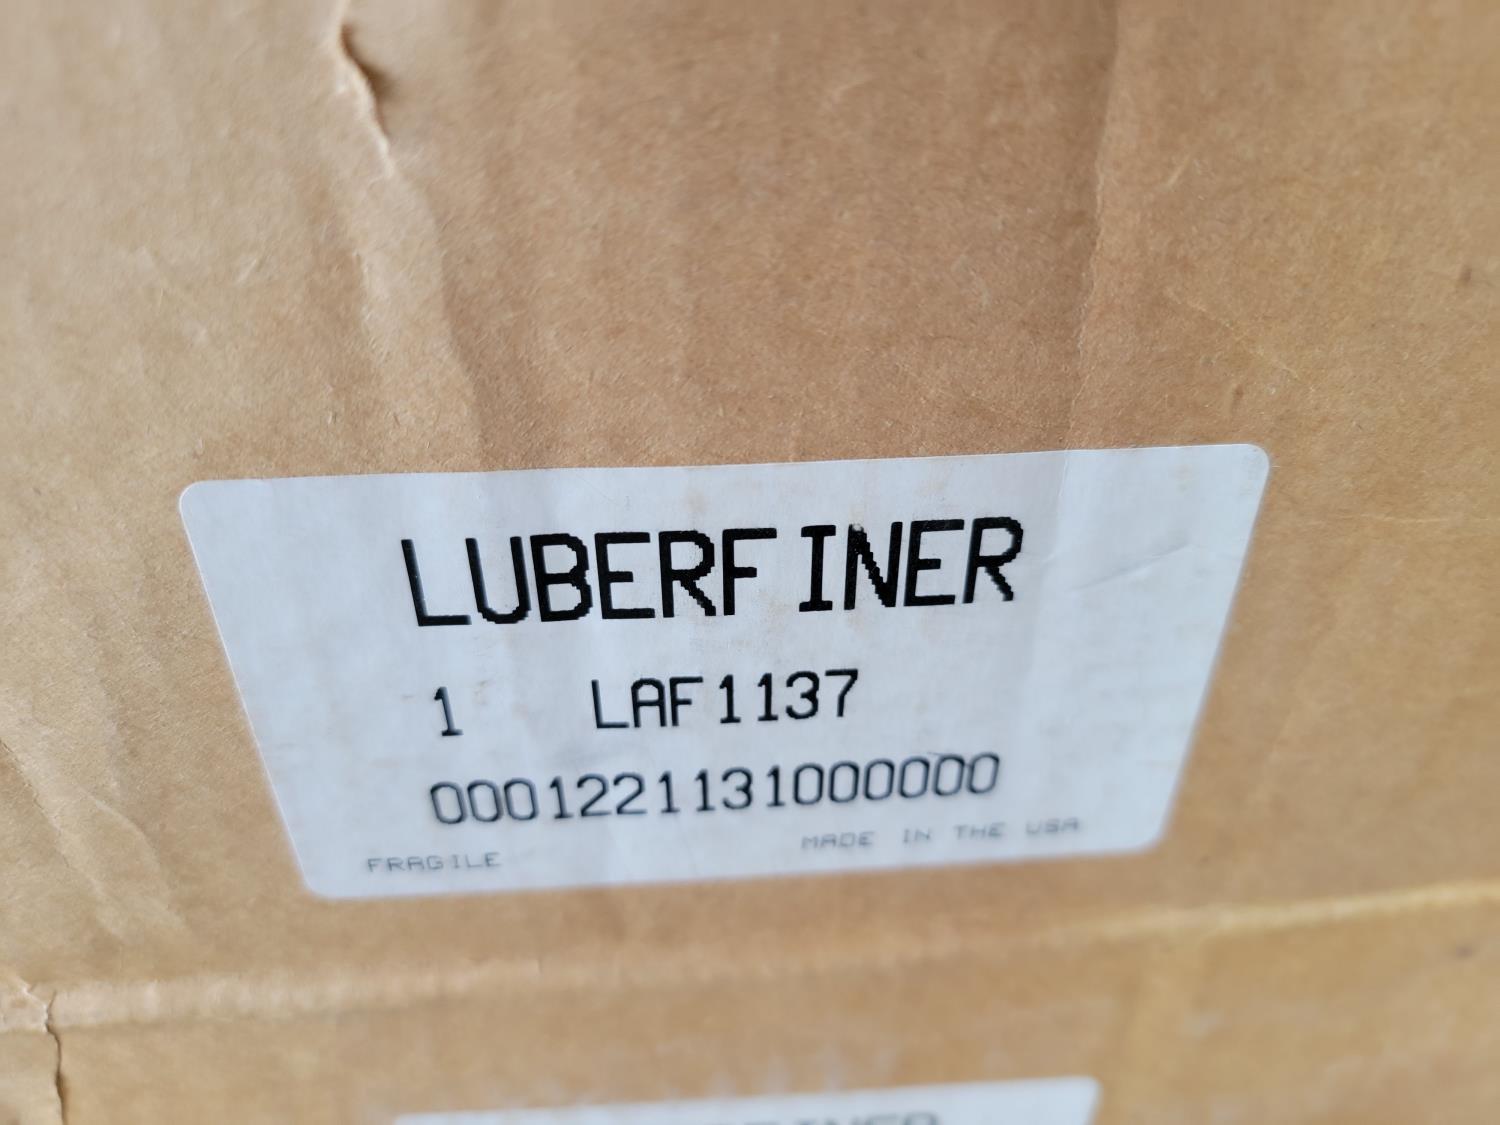 LUBERFINER
1 LAF1137
0001221131000000
FRAGILE MADE IN THE USA